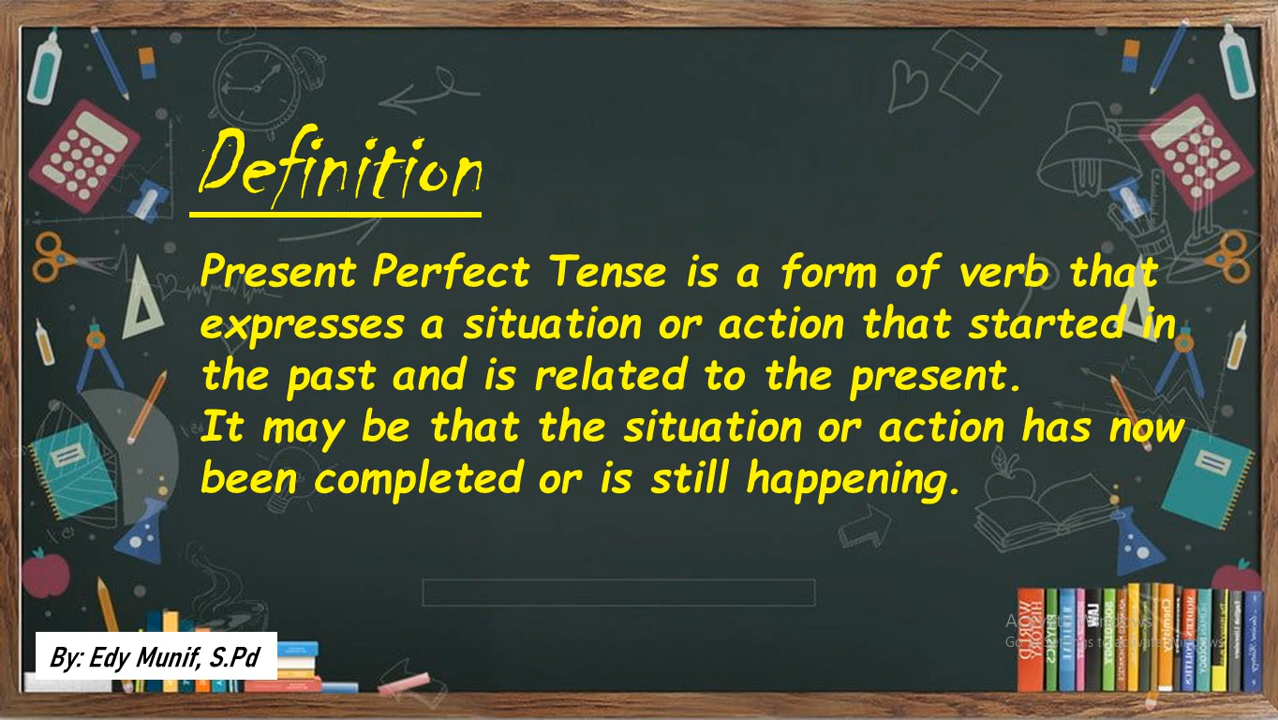 Definition
Present Perfect Tense is a form of verb that
expresses a situation or action that started in
the past and is related to the present.
It may be that the situation or action has now
been completed or is still happening.
By: Edy Munif, S.Pd